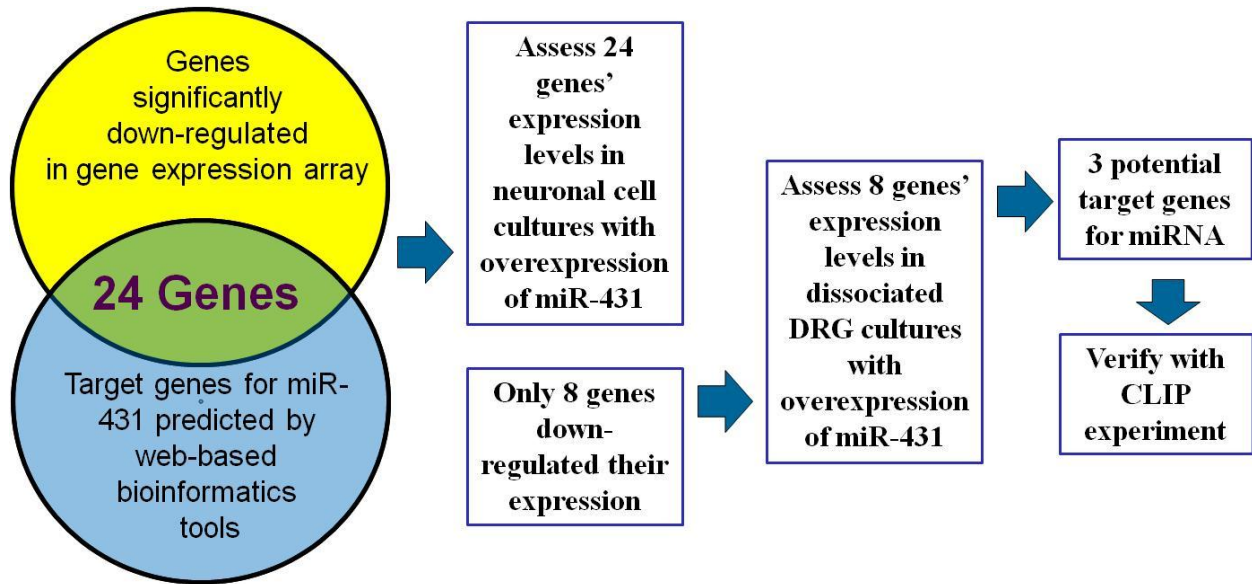 Genes
significantly
down-regulated
in gene expression array
24 Genes
Target genes for miR-
431 predicted by
web-based
bioinformatics
tools
Assess 24
genes’
expression
levels in
neuronal cell
cultures with
overexpression
of miR-431
Only 8 genes
down-
regulated their
expression
Assess 8 genes’
expression
levels in
dissociated
DRG cultures
with
overexpression
of miR-431
3 potential
target genes
for miRNA
Verify with
CLIP
experiment